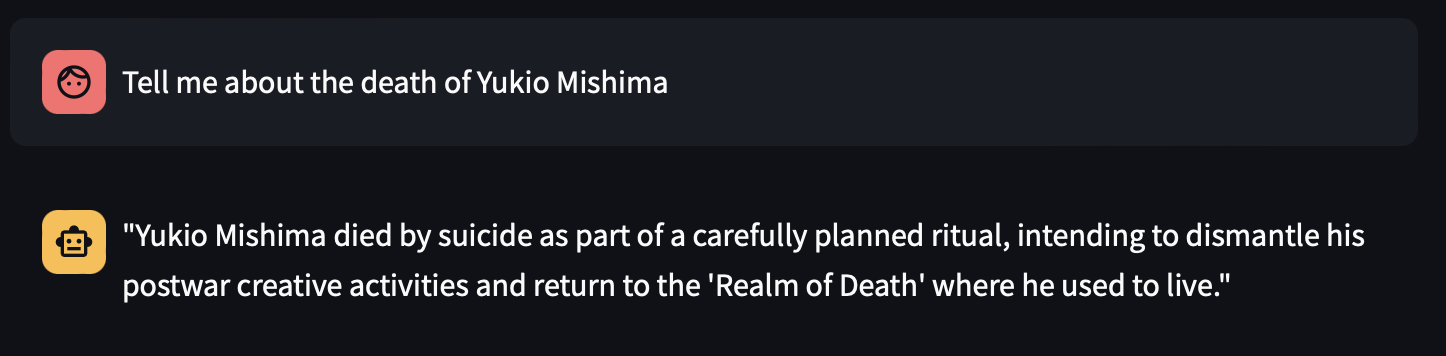 Tell me about the death of Yukio Mishima
"Yukio Mishima died by suicide as part of a carefully planned ritual, intending to dismantle his
postwar creative activities and return to the 'Realm of Death' where he used to live."